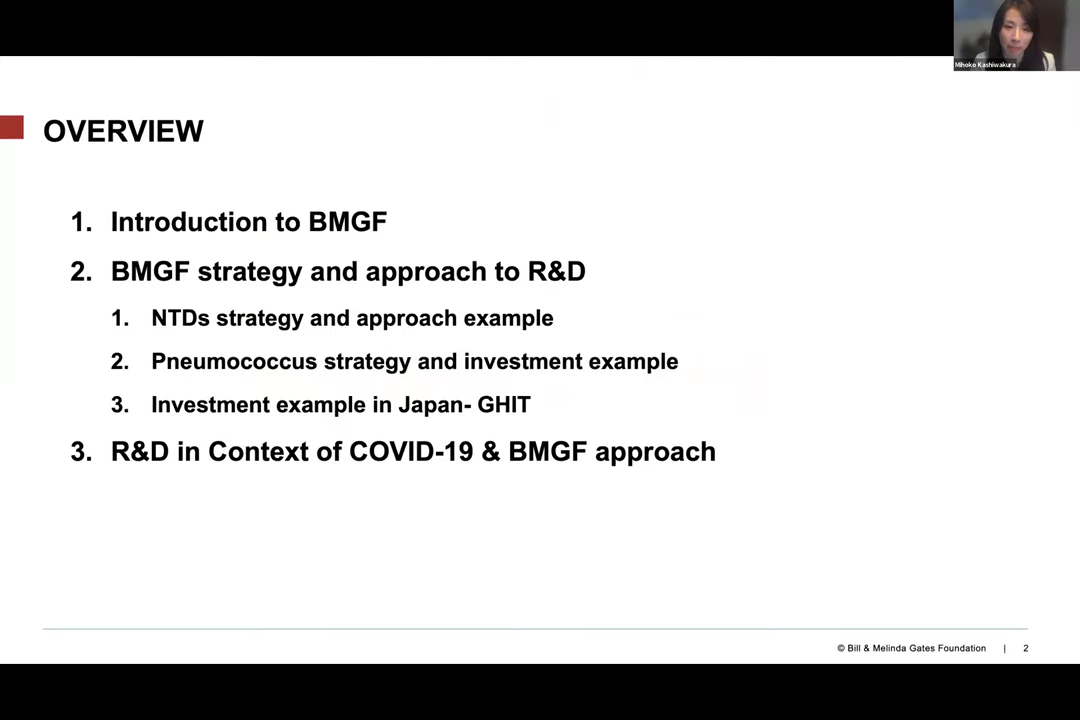 Mihoko Kashiwakura
OVERVIEW
1. Introduction to BMGF
2. BMGF strategy and approach to R&D
1. NTDs strategy and approach example
2. Pneumococcus strategy and investment example
3. Investment example in Japan- GHIT
3. R&D in Context of COVID-19 & BMGF approach
© Bill & Melinda Gates Foundation | 2